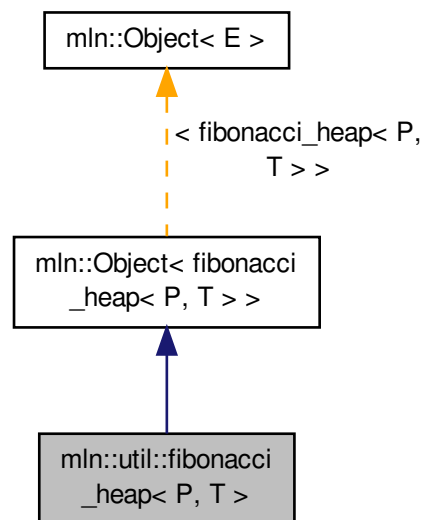 mln::Object< E >
< fibonacci_heap< P,
T > >
mln::Object< fibonacci
_heap< P, T > >
mln::util::fibonacci
_heap< P, T >